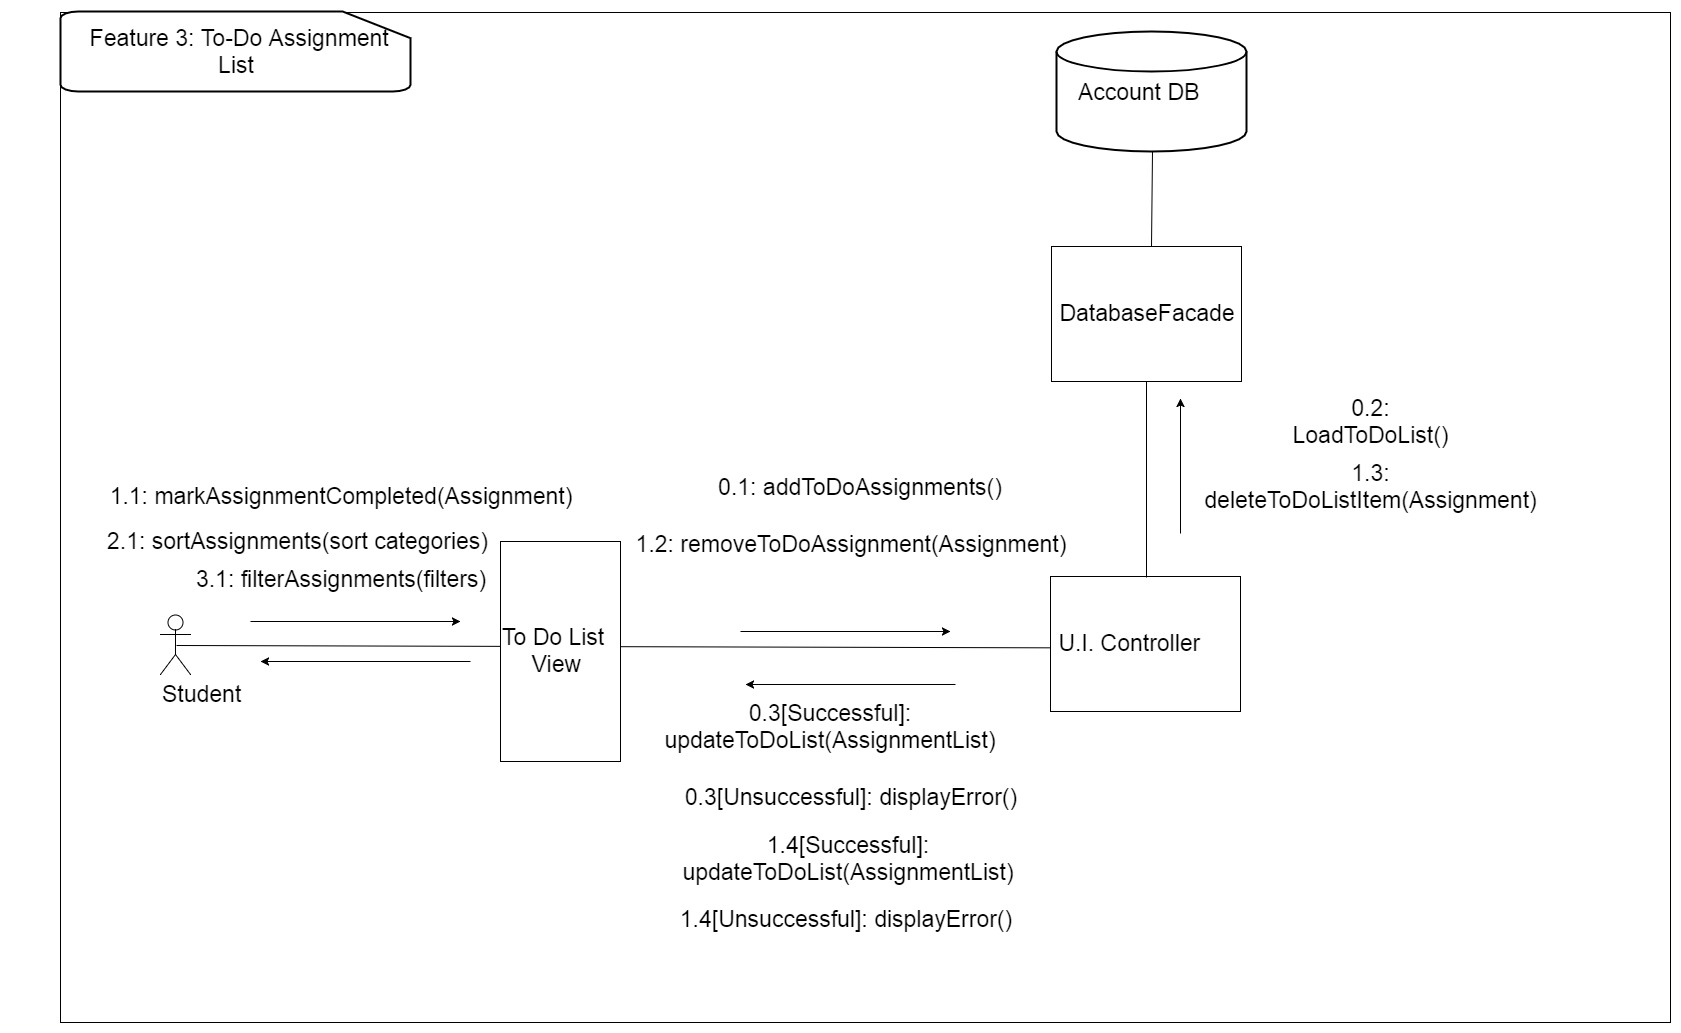 Feature 3: To-Do Assignment
List
Account DB
DatabaseFacade
0.2:
LoadToDoList()
1.3:
deleteToDoListItem(Assignment)
1.1: markAssignmentCompleted(Assignment)
2.1: sortAssignments(sort categories)
3.1: filterAssignments(filters)
0.1: addToDoAssignments()
1.2: removeToDoAssignment(Assignment)
Student
To Do List
View
U.I. Controller
0.3[Successful]:
updateToDoList(AssignmentList)
0.3[Unsuccessful]: displayError()
1.4[Successful]:
updateToDoList(AssignmentList)
1.4[Unsuccessful]: displayError()